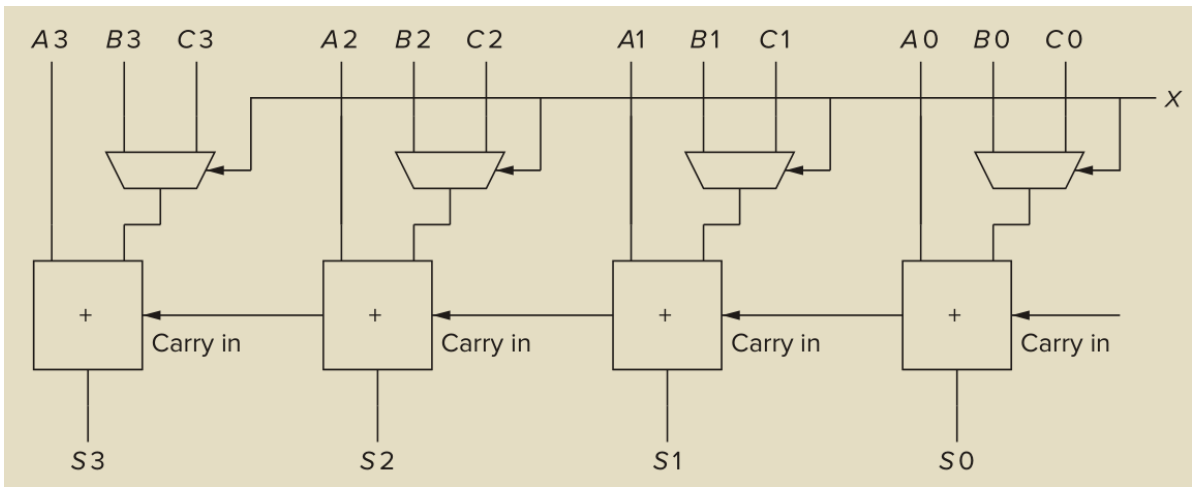 A3 B3 C3 A2 B2 C2 A1 B1 C1 A0 B0 C0
X
+ + + +
Carry in Carry in Carry in Carry in
S3 S2 S1 S0